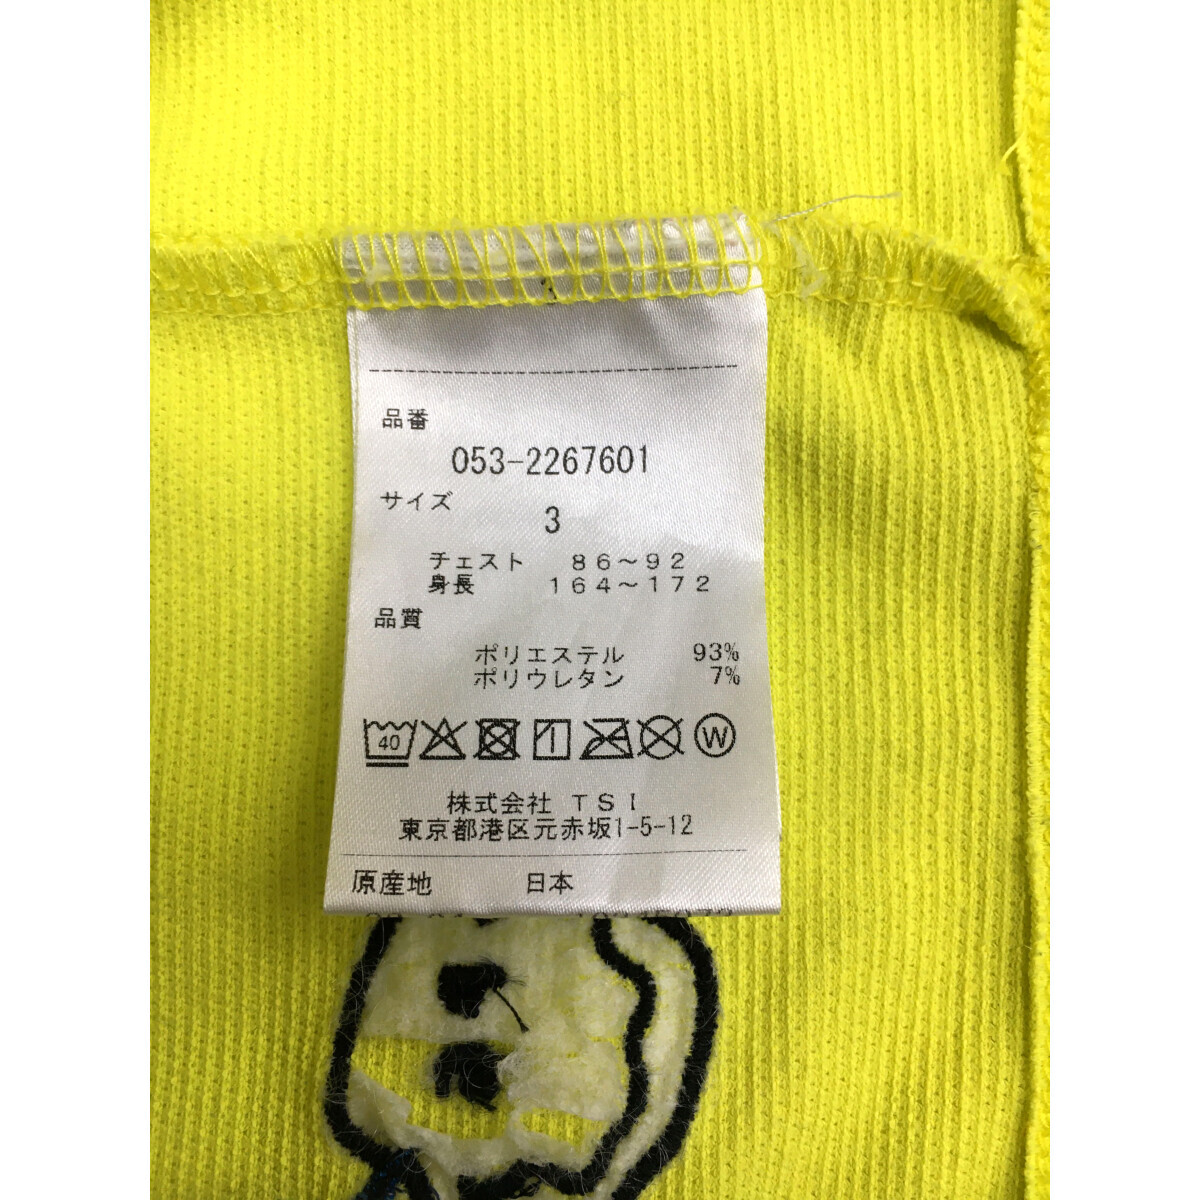 品番
053-2267601
サイズ
3
チェスト 86～92
身長 164～172
品質
ポリエステル 93%
ポリウレタン 7%
40 W
株式会社 TSI
東京都港区元赤坂1-5-12
原産地 日本